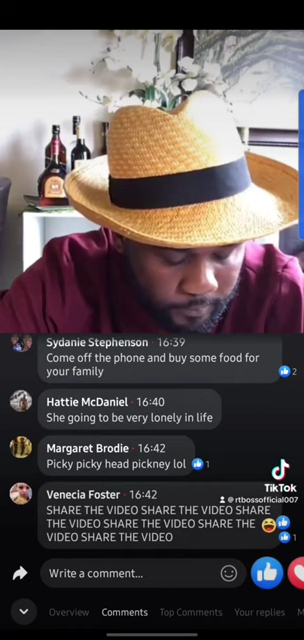 Sydanie Stephenson · 16:39
Come off the phone and buy some food for
your family
2
Hattie McDaniel · 16:40
She going to be very lonely in life
Margaret Brodie · 16:42
Picky picky head pickney lol
1
Venecia Foster · 16:42
SHARE THE VIDEO SHARE THE VIDEO SHARE
THE VIDEO SHARE THE VIDEO SHARE THE
VIDEO SHARE THE VIDEO
1
TikTok
@rtbossofficial007
Write a comment...
Overview Comments Top Comments Your replies M